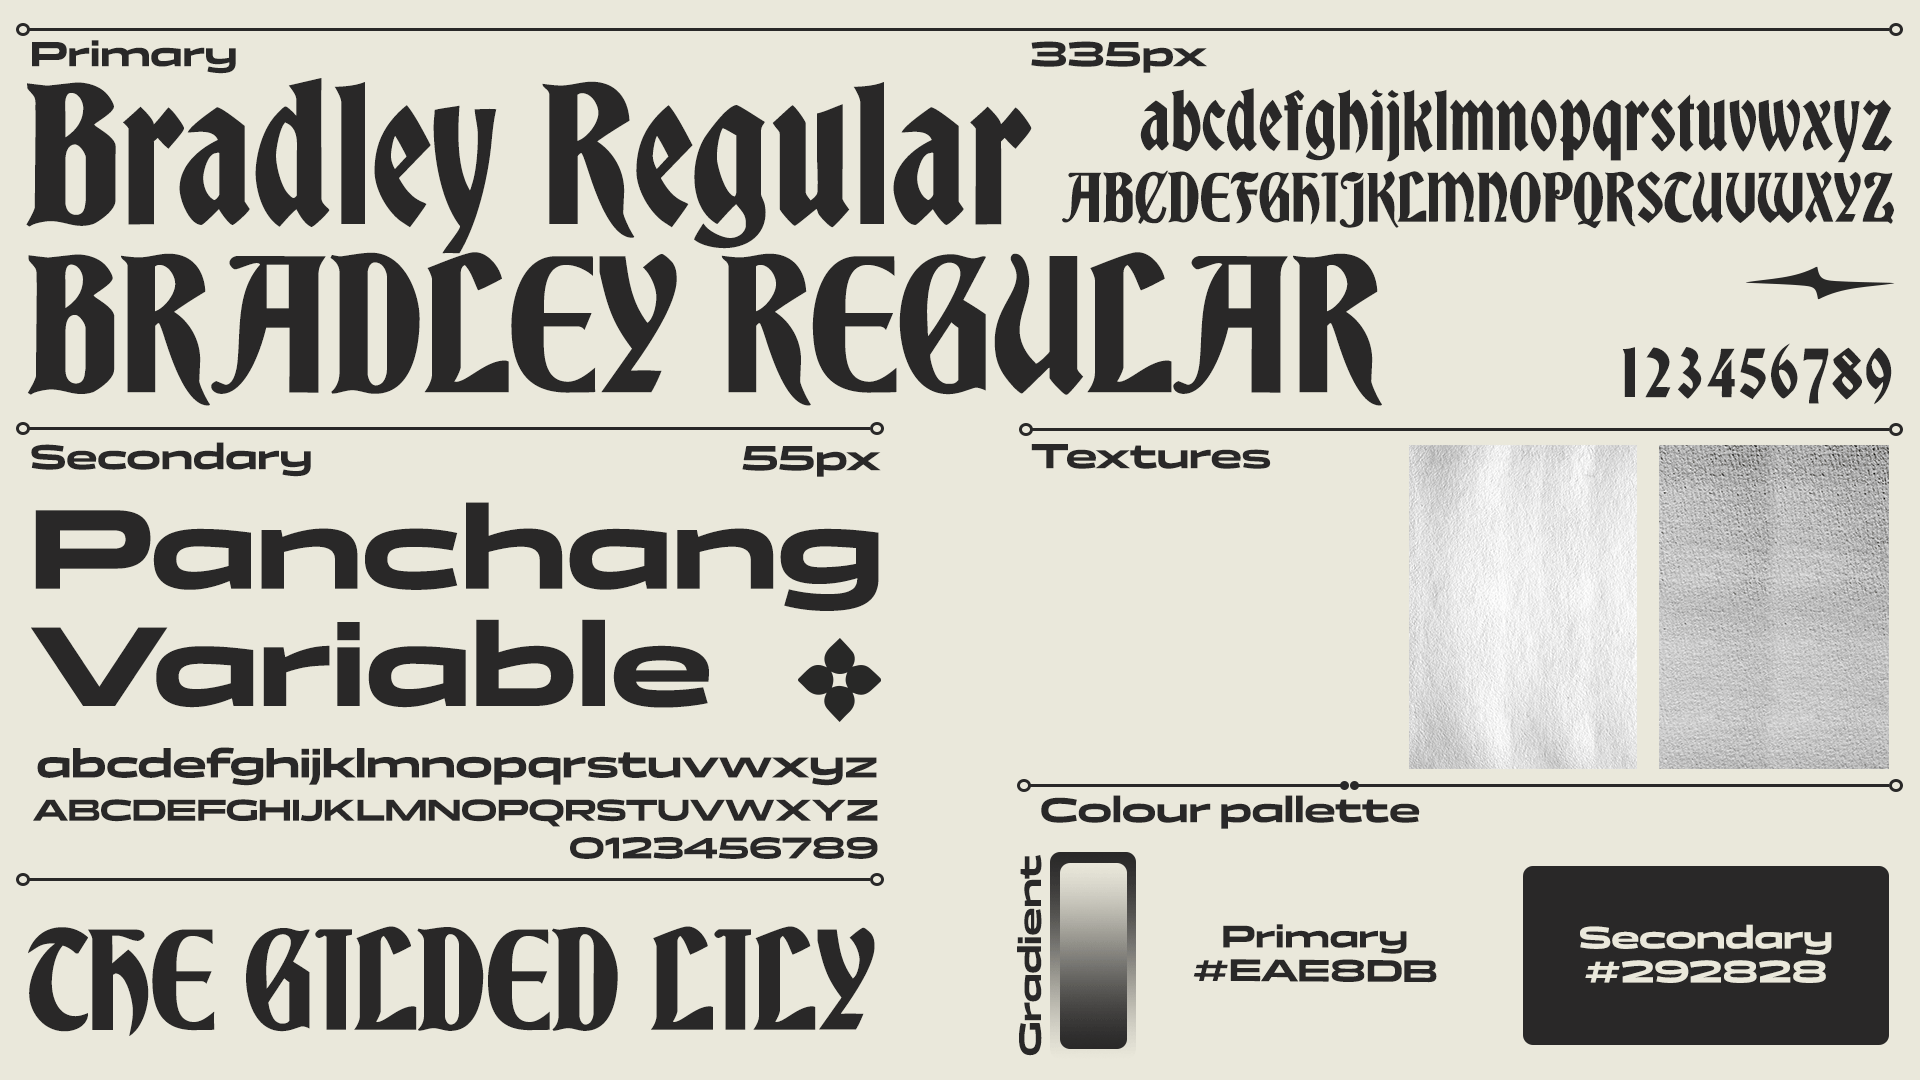 Primary
335px
Bradley Regular
abcdefghijklmnopqrstuvwxyz
ABCDEFGHIJKLMNOPQRSTUVWXYZ
BRADLEY REGULAR
123456789
Secondary
55px
Panchang
Variable
abcdefghijklmnopqrstuvwxyz
ABCDEFGHIJKLMNOPQRSTUVWXYZ
0123456789
THE GILDED LILY
Textures
Colour pallette
Gradient
Primary
#EAE8DB
Secondary
#292828